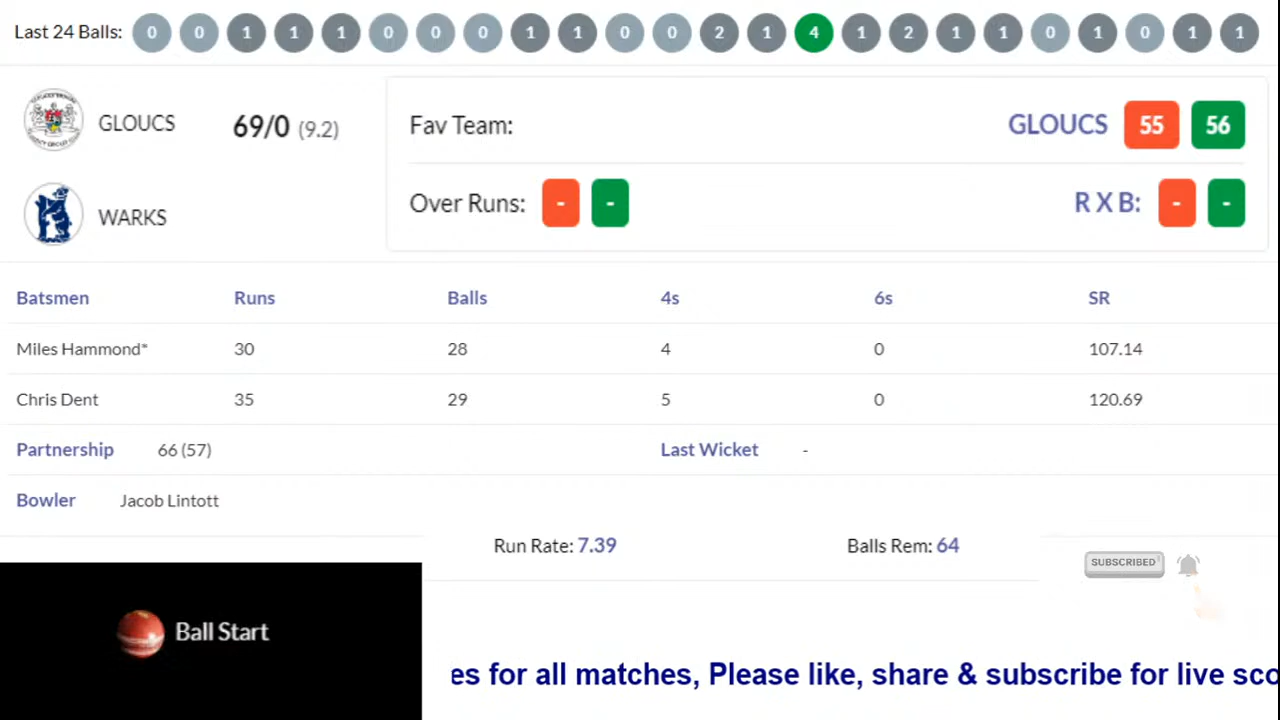 Last 24 Balls: 0 0 1 1 1 0 0 0 1 1 0 0 2 1 4 1 2 1 1 0 1 0 1 1
GLOUCS 69/0 (9.2) Fav Team: GLOUCS 55 56
WARKS Over Runs: - - R X B: - -
Batsmen Runs Balls 4s 6s SR
Miles Hammond* 30 28 4 0 107.14
Chris Dent 35 29 5 0 120.69
Partnership 66 (57) Last Wicket -
Bowler Jacob Lintott
Run Rate: 7.39 Balls Rem: 64
SUBSCRIBED
Ball Start
es for all matches, Please like, share & subscribe for live sco